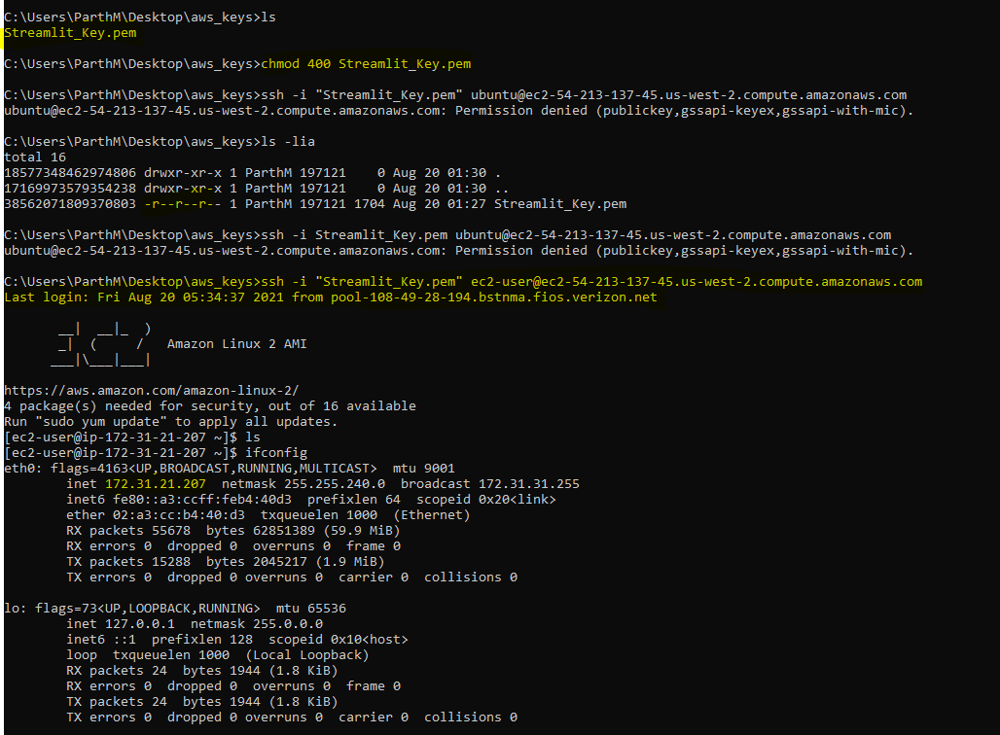 C:\Users\ParthM\Desktop\aws_keys>ls
Streamlit_Key.pem
C:\Users\ParthM\Desktop\aws_keys>chmod 400 Streamlit_Key.pem
C:\Users\ParthM\Desktop\aws_keys>ssh -i "Streamlit_Key.pem" ubuntu@ec2-54-213-137-45.us-west-2.compute.amazonaws.com
ubuntu@ec2-54-213-137-45.us-west-2.compute.amazonaws.com: Permission denied (publickey,gssapi-keyex,gssapi-with-mic).
C:\Users\ParthM\Desktop\aws_keys>ls -lia
total 16
18577348462974806 drwxr-xr-x 1 ParthM 197121    0 Aug 20 01:30 .
17169973579354238 drwxr-xr-x 1 ParthM 197121    0 Aug 20 01:30 ..
38562071809370803 -r--r--r-- 1 ParthM 197121 1704 Aug 20 01:27 Streamlit_Key.pem
C:\Users\ParthM\Desktop\aws_keys>ssh -i Streamlit_Key.pem ubuntu@ec2-54-213-137-45.us-west-2.compute.amazonaws.com
ubuntu@ec2-54-213-137-45.us-west-2.compute.amazonaws.com: Permission denied (publickey,gssapi-keyex,gssapi-with-mic).
C:\Users\ParthM\Desktop\aws_keys>ssh -i "Streamlit_Key.pem" ec2-user@ec2-54-213-137-45.us-west-2.compute.amazonaws.com
Last login: Fri Aug 20 05:34:37 2021 from pool-108-49-28-194.bstnma.fios.verizon.net
       __|  __|_  )
       _|  (     /   Amazon Linux 2 AMI
      ___|\___|___|
https://aws.amazon.com/amazon-linux-2/
4 package(s) needed for security, out of 16 available
Run "sudo yum update" to apply all updates.
[ec2-user@ip-172-31-21-207 ~]$ ls
[ec2-user@ip-172-31-21-207 ~]$ ifconfig
eth0: flags=4163<UP,BROADCAST,RUNNING,MULTICAST>  mtu 9001
        inet 172.31.21.207  netmask 255.255.240.0  broadcast 172.31.31.255
        inet6 fe80::a3:ccff:feb4:40d3  prefixlen 64  scopeid 0x20<link>
        ether 02:a3:cc:b4:40:d3  txqueuelen 1000  (Ethernet)
        RX packets 55678  bytes 62851389 (59.9 MiB)
        RX errors 0  dropped 0  overruns 0  frame 0
        TX packets 15288  bytes 2045217 (1.9 MiB)
        TX errors 0  dropped 0 overruns 0  carrier 0  collisions 0
lo: flags=73<UP,LOOPBACK,RUNNING>  mtu 65536
        inet 127.0.0.1  netmask 255.0.0.0
        inet6 ::1  prefixlen 128  scopeid 0x10<host>
        loop  txqueuelen 1000  (Local Loopback)
        RX packets 24  bytes 1944 (1.8 KiB)
        RX errors 0  dropped 0  overruns 0  frame 0
        TX packets 24  bytes 1944 (1.8 KiB)
        TX errors 0  dropped 0 overruns 0  carrier 0  collisions 0